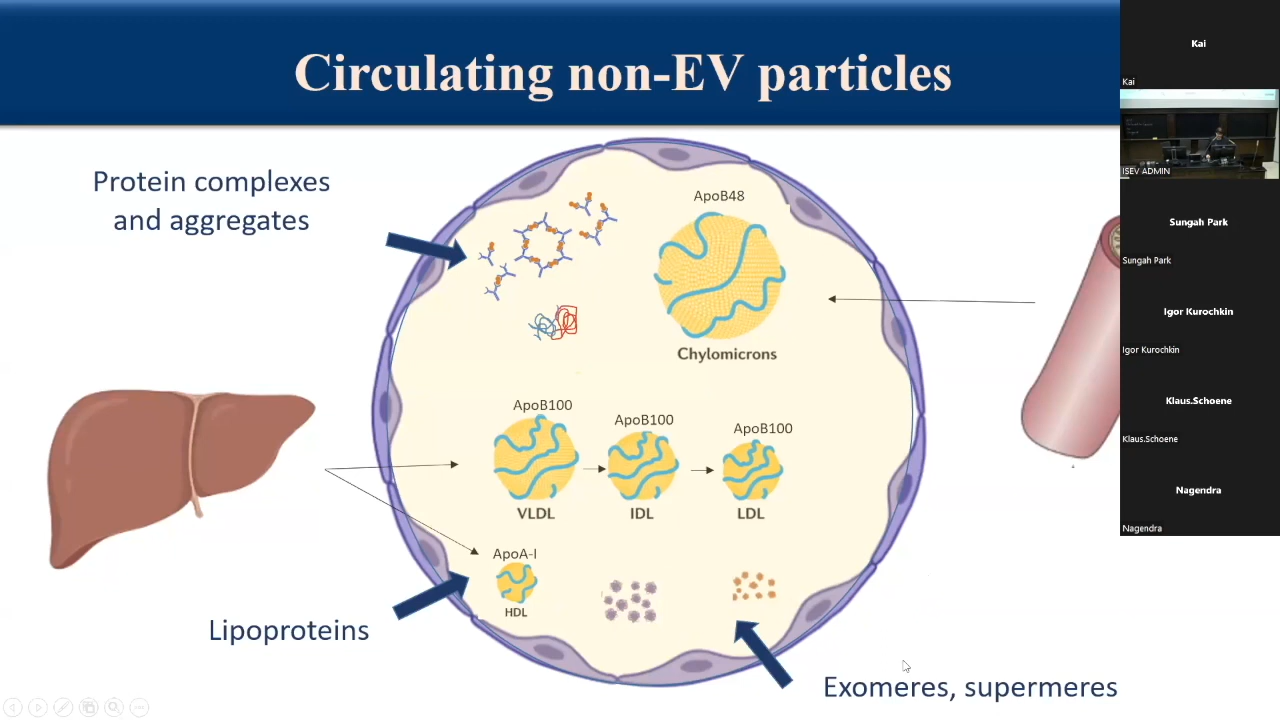 Circulating non-EV particles
Protein complexes
and aggregates
ApoB48
Chylomicrons
ApoB100
ApoB100
ApoB100
VLDL
IDL
LDL
ApoA-I
HDL
Lipoproteins
Exomeres, supermeres
Kai
Kai
ISEV ADMIN
Sungah Park
Sungah Park
Igor Kurochkin
Igor Kurochkin
Klaus.Schoene
Klaus.Schoene
Nagendra
Nagendra